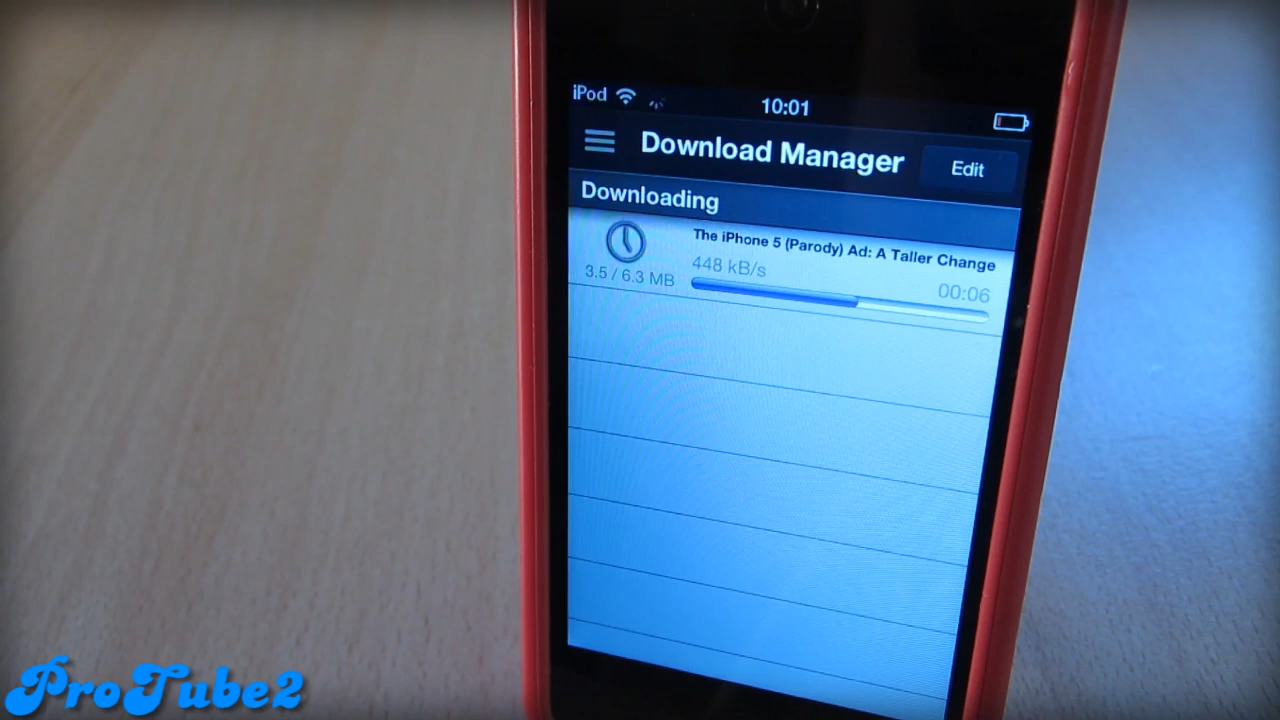 iPod 10:01
Download Manager Edit
Downloading
The iPhone 5 (Parody) Ad: A Taller Change
448 kB/s
3.5 / 6.3 MB 00:06
ProTube2